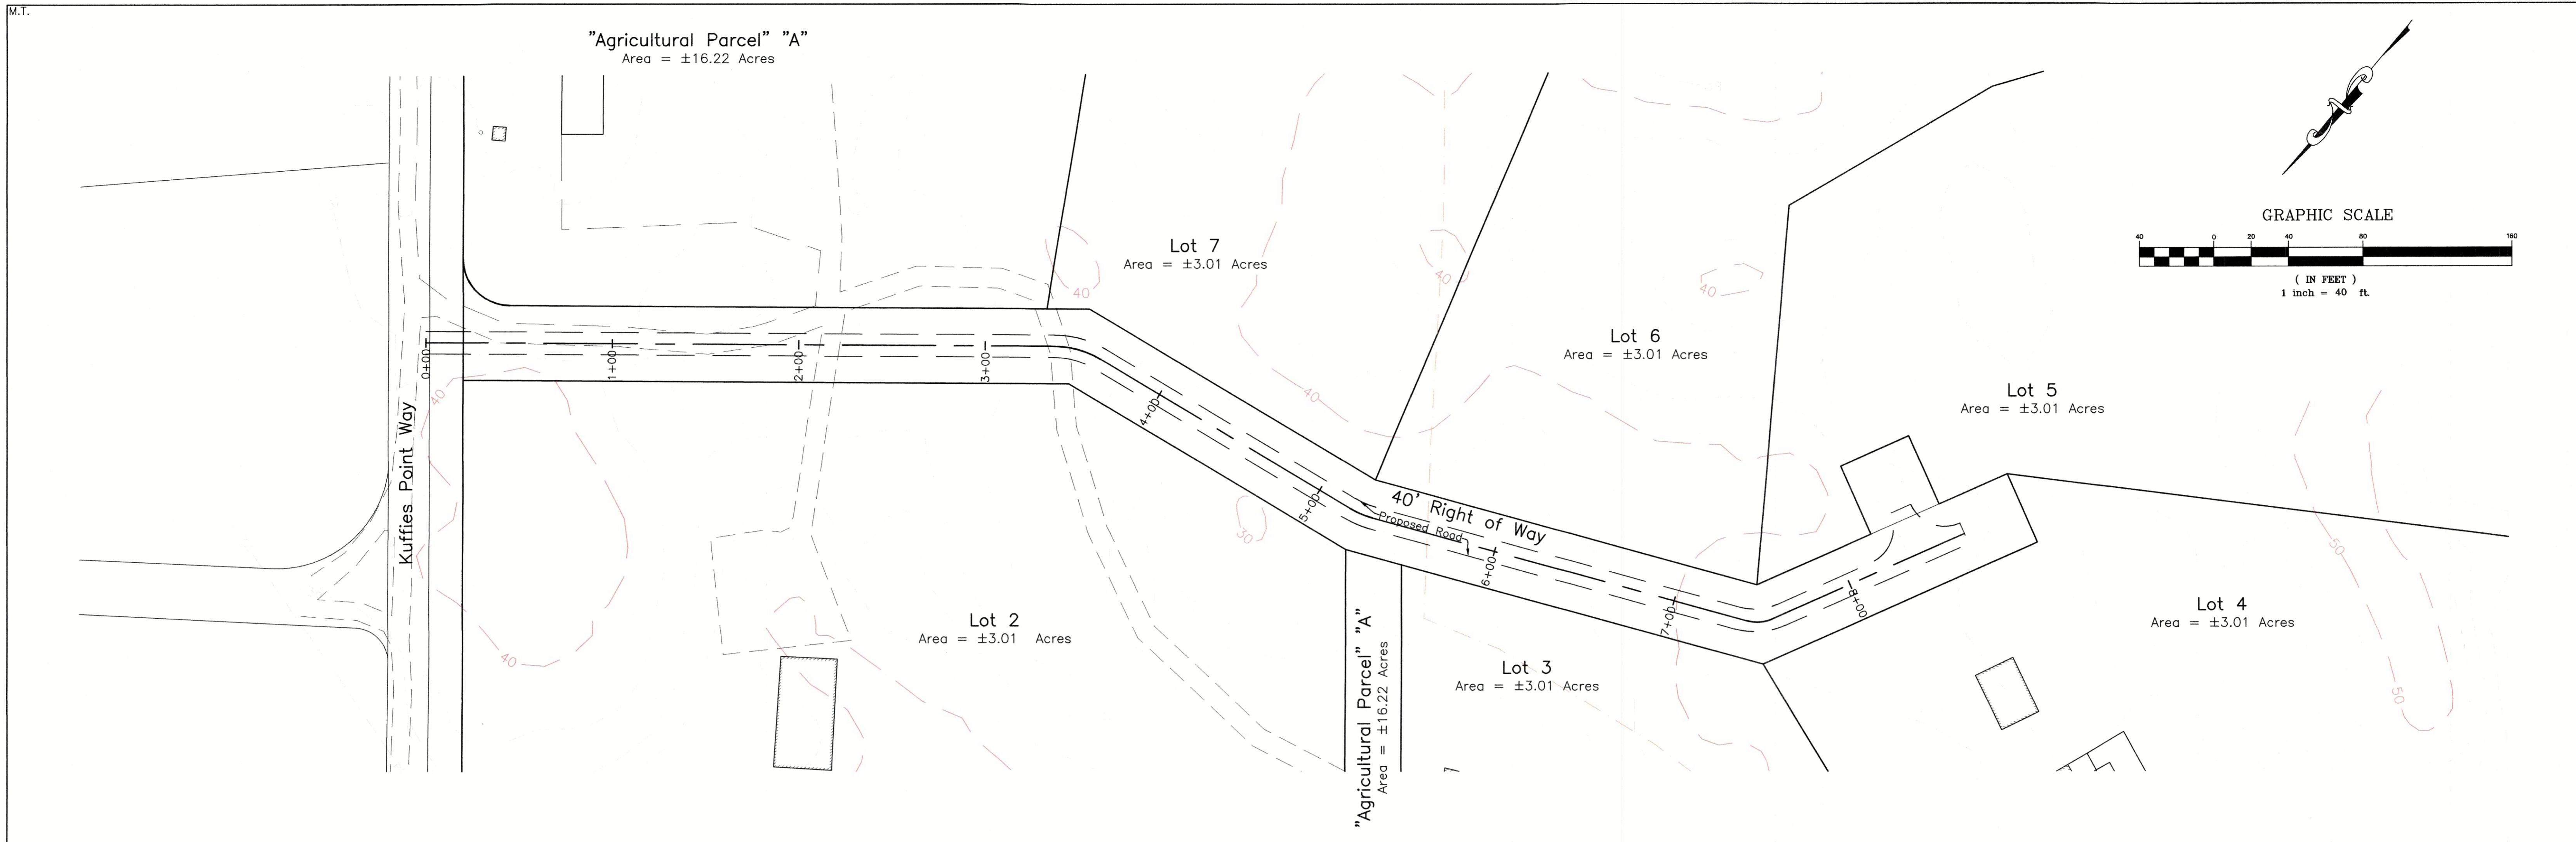 M.T.
"Agricultural Parcel" "A"
Area = ±16.22 Acres
GRAPHIC SCALE
40 0 20 40 80 160
( IN FEET )
1 inch = 40 ft.
Lot 7
Area = ±3.01 Acres
40
40
40
Lot 6
Area = ±3.01 Acres
Lot 5
Area = ±3.01 Acres
0+00
1+00
2+00
3+00
4+00
5+00
6+00
7+00
8+00
40
40
Kuffies Point Way
40' Right of Way
Proposed Road
30
40
50
50
Lot 2
Area = ±3.01 Acres
"Agricultural Parcel" "A"
Area = ±16.22 Acres
Lot 3
Area = ±3.01 Acres
Lot 4
Area = ±3.01 Acres